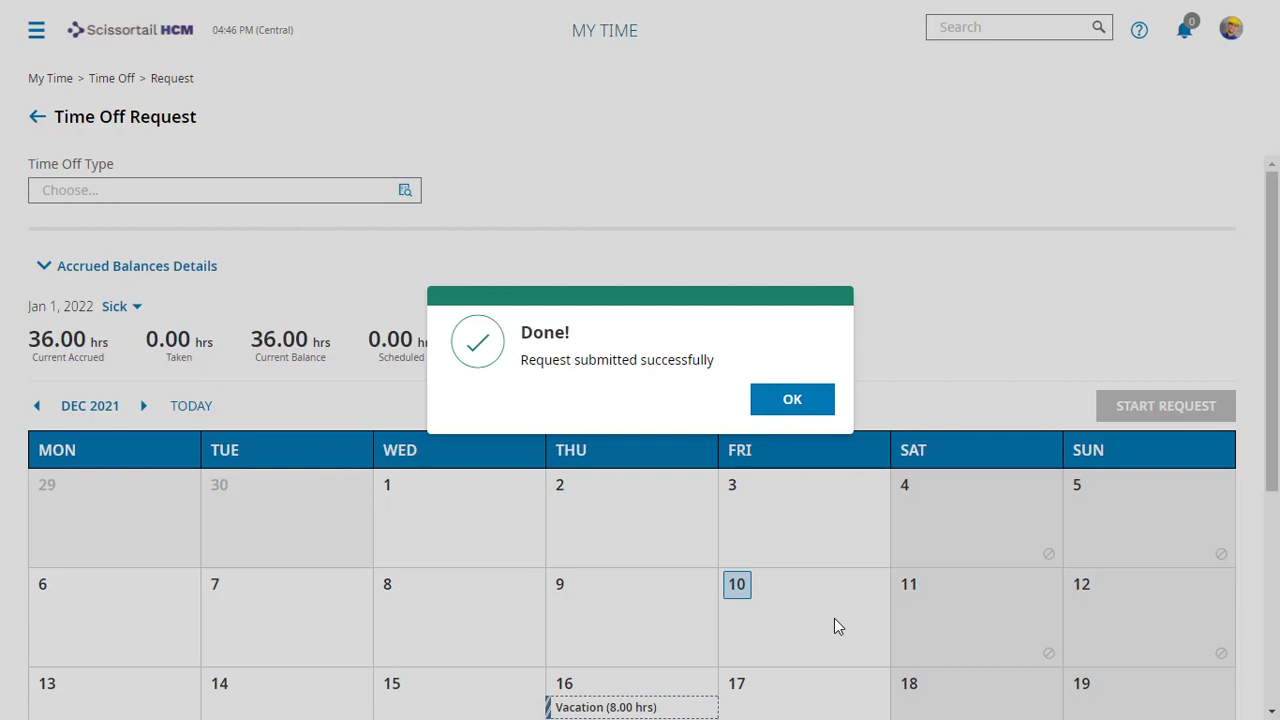 Scissortail HCM 04:46 PM (Central) MY TIME Search 0
My Time > Time Off > Request
Time Off Request
Time Off Type
Choose...
Accrued Balances Details
Jan 1, 2022 Sick
36.00 hrs 0.00 hrs 36.00 hrs 0.00 h
Current Accrued Taken Current Balance Scheduled
Done!
Request submitted successfully
OK
DEC 2021 TODAY START REQUEST
MON TUE WED THU FRI SAT SUN
29 30 1 2 3 4 5
6 7 8 9 10 11 12
13 14 15 16 17 18 19
Vacation (8.00 hrs)